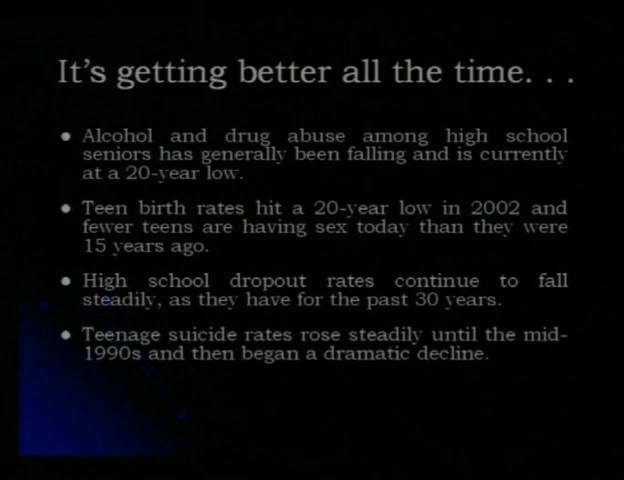 It's getting better all the time. . .
● Alcohol and drug abuse among high school
seniors has generally been falling and is currently
at a 20-year low.
● Teen birth rates hit a 20-year low in 2002 and
fewer teens are having sex today than they were
15 years ago.
● High school dropout rates continue to fall
steadily, as they have for the past 30 years.
● Teenage suicide rates rose steadily until the mid-
1990s and then began a dramatic decline.